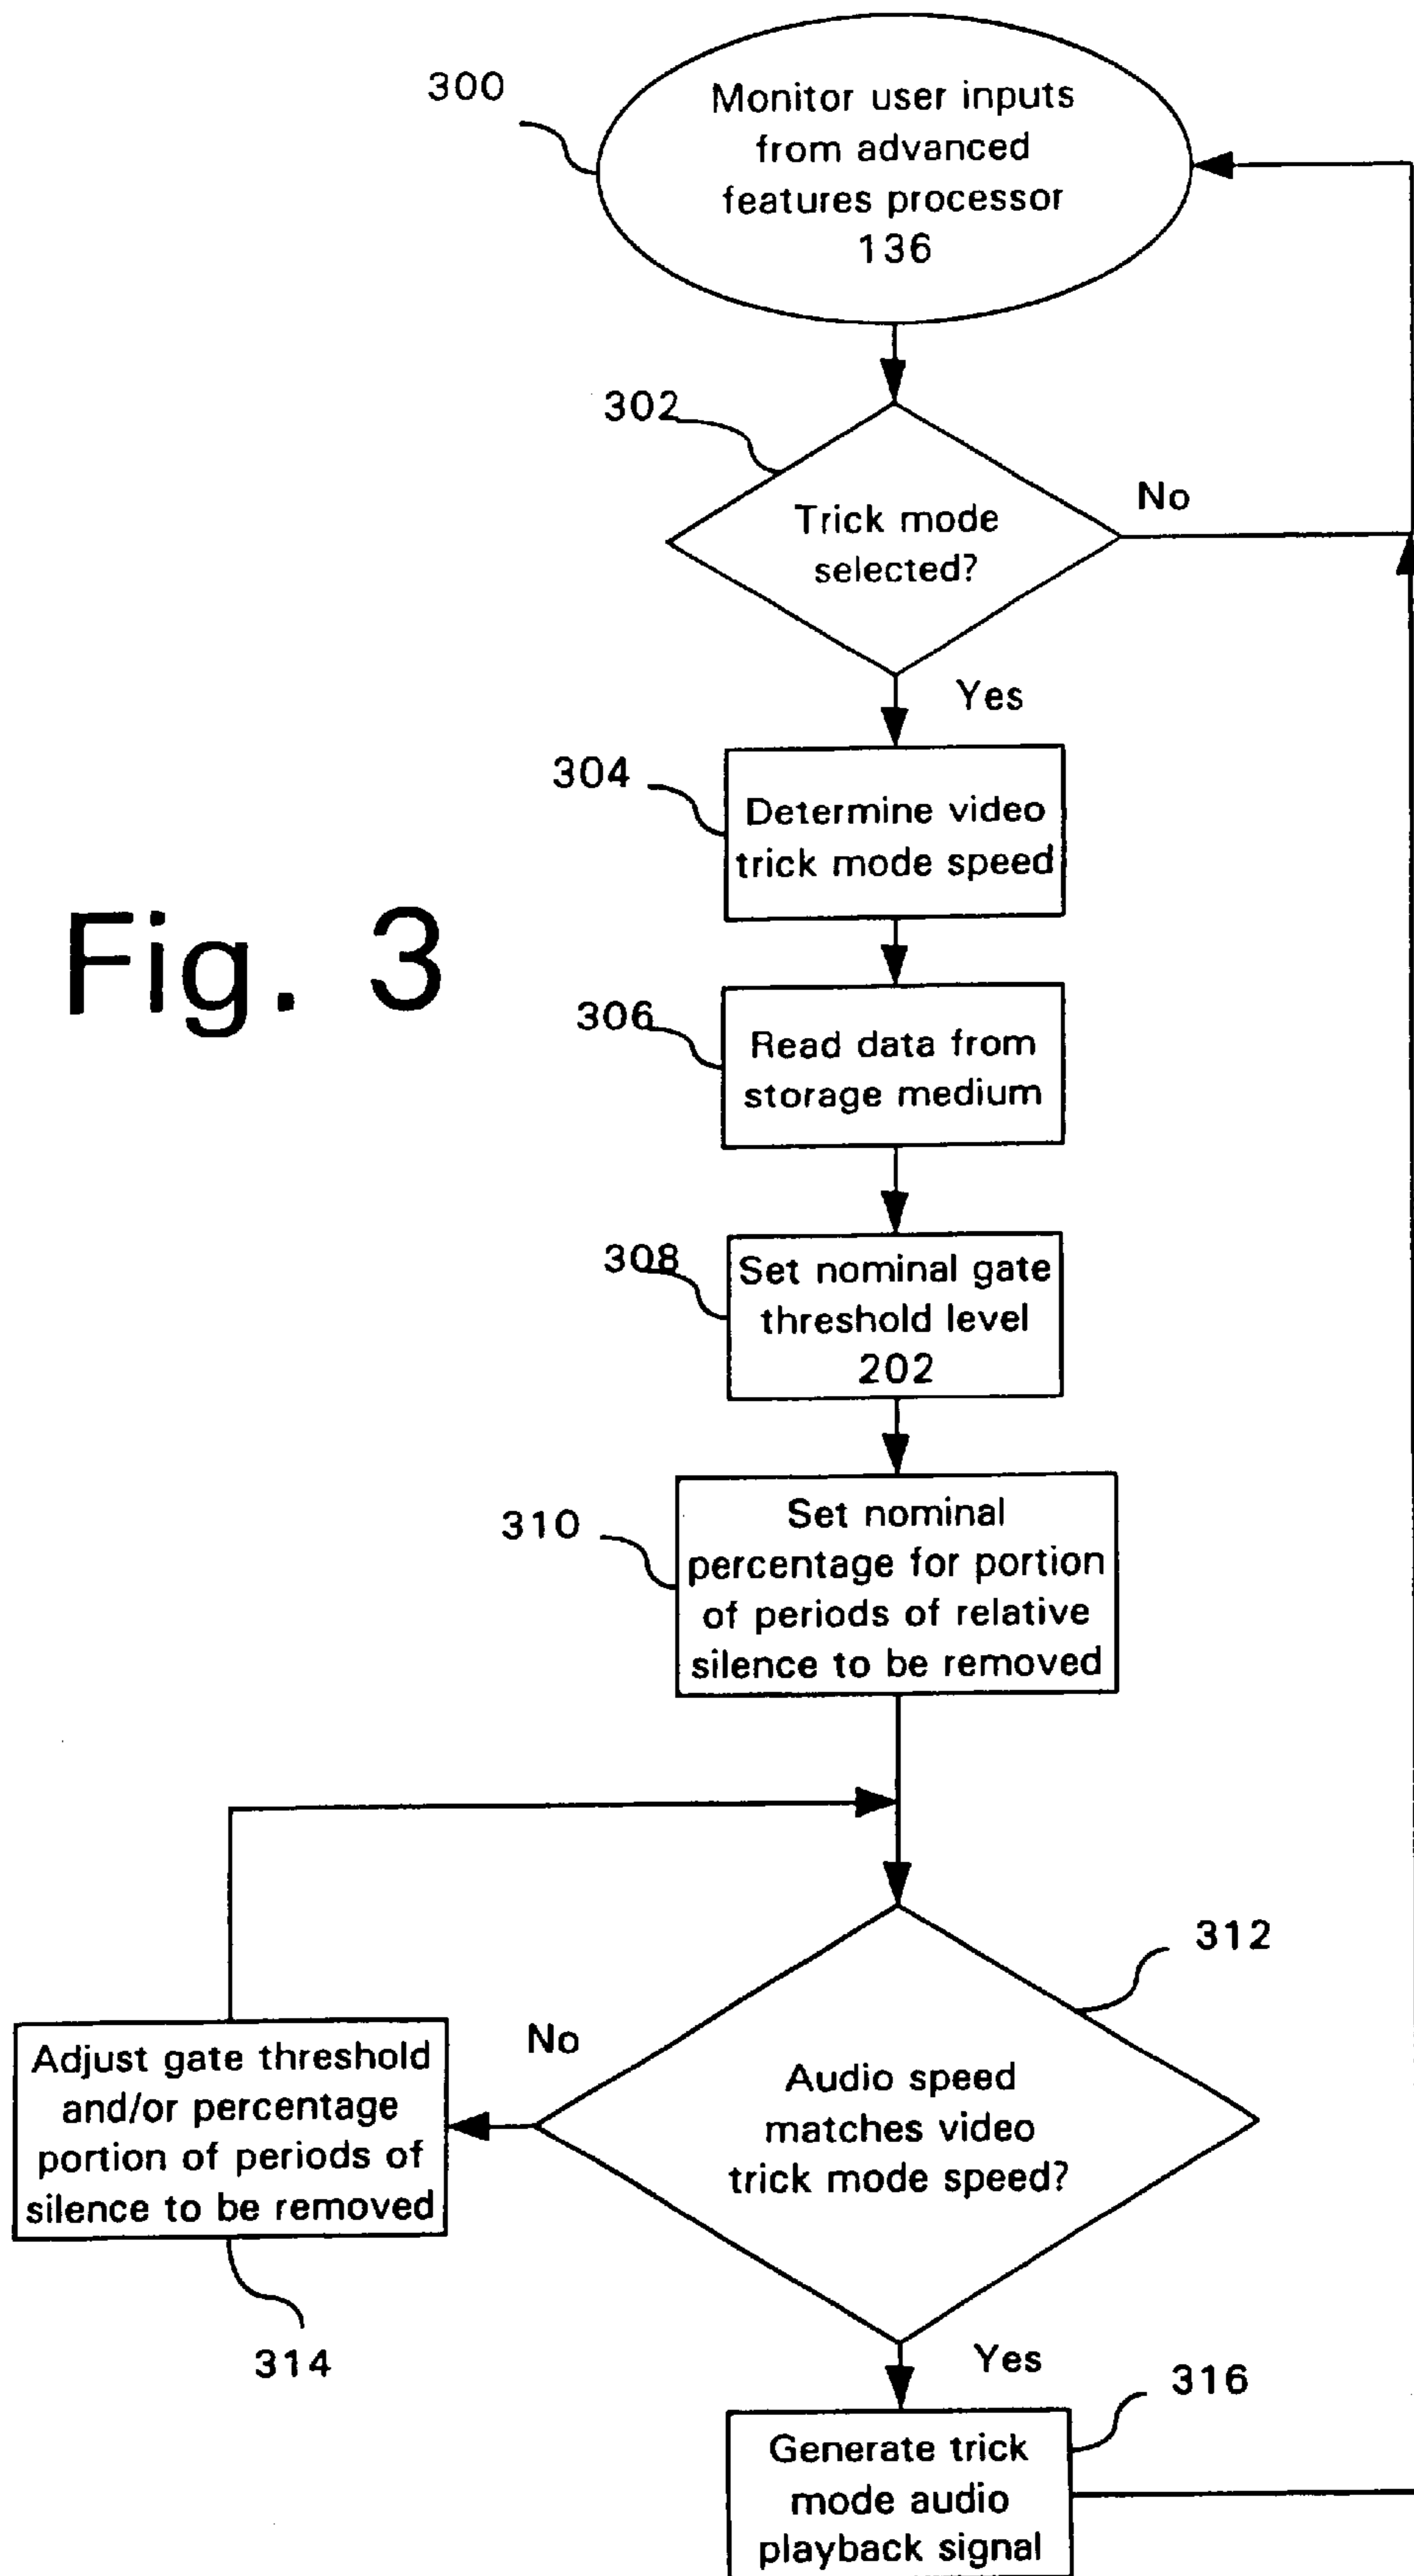 300
Monitor user inputs
from advanced
features processor
136
302
Trick mode
selected?
No
Yes
304
Determine video
trick mode speed
Fig. 3
306
Read data from
storage medium
308
Set nominal gate
threshold level
202
310
Set nominal
percentage for portion
of periods of relative
silence to be removed
312
Audio speed
matches video
trick mode speed?
No
Adjust gate threshold
and/or percentage
portion of periods of
silence to be removed
314
Yes
316
Generate trick
mode audio
playback signal